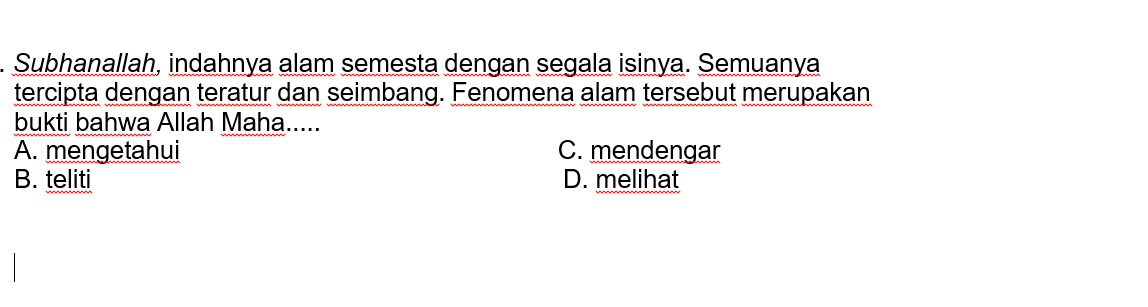 . Subhanallah, indahnya alam semesta dengan segala isinya. Semuanya
tercipta dengan teratur dan seimbang. Fenomena alam tersebut merupakan
bukti bahwa Allah Maha.....
A. mengetahui C. mendengar
B. teliti D. melihat